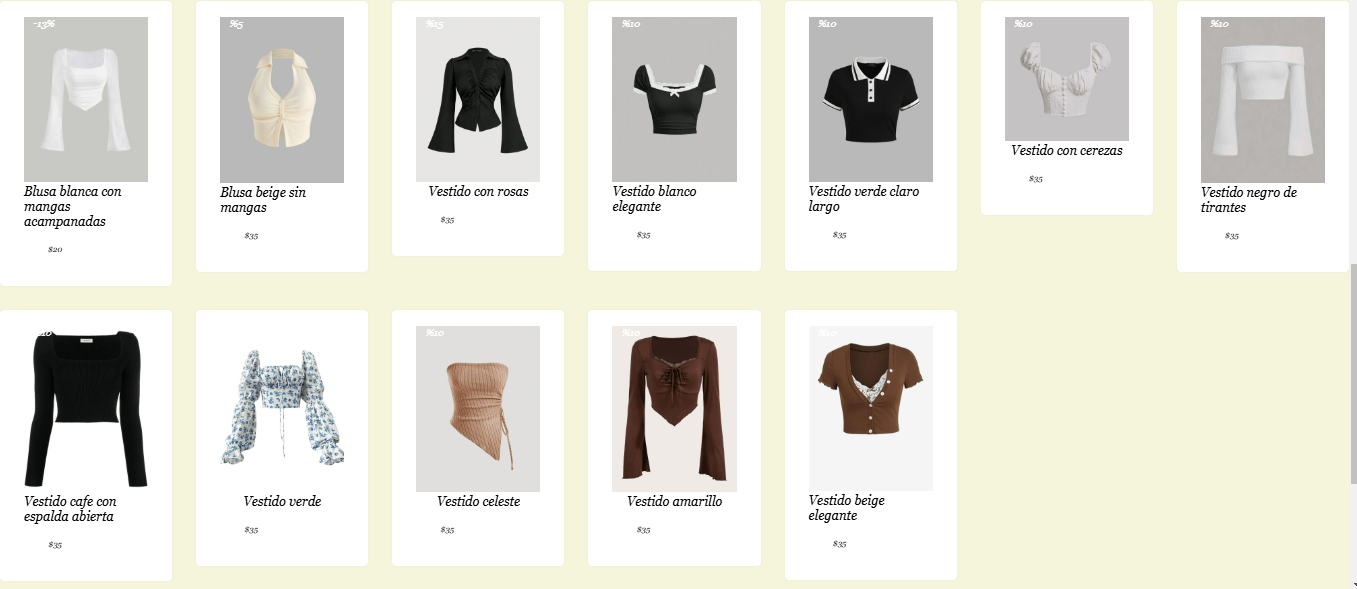 -13%
%5
%15
%10
%10
%10
%10
Blusa blanca con
mangas
acampanadas
$20
Blusa beige sin
mangas
$35
Vestido con rosas
$35
Vestido blanco
elegante
$35
Vestido verde claro
largo
$35
Vestido con cerezas
$35
Vestido negro de
tirantes
$35
%10
%10
%10
Vestido cafe con
espalda abierta
$35
Vestido verde
$35
Vestido celeste
$35
Vestido amarillo
$35
Vestido beige
elegante
$35